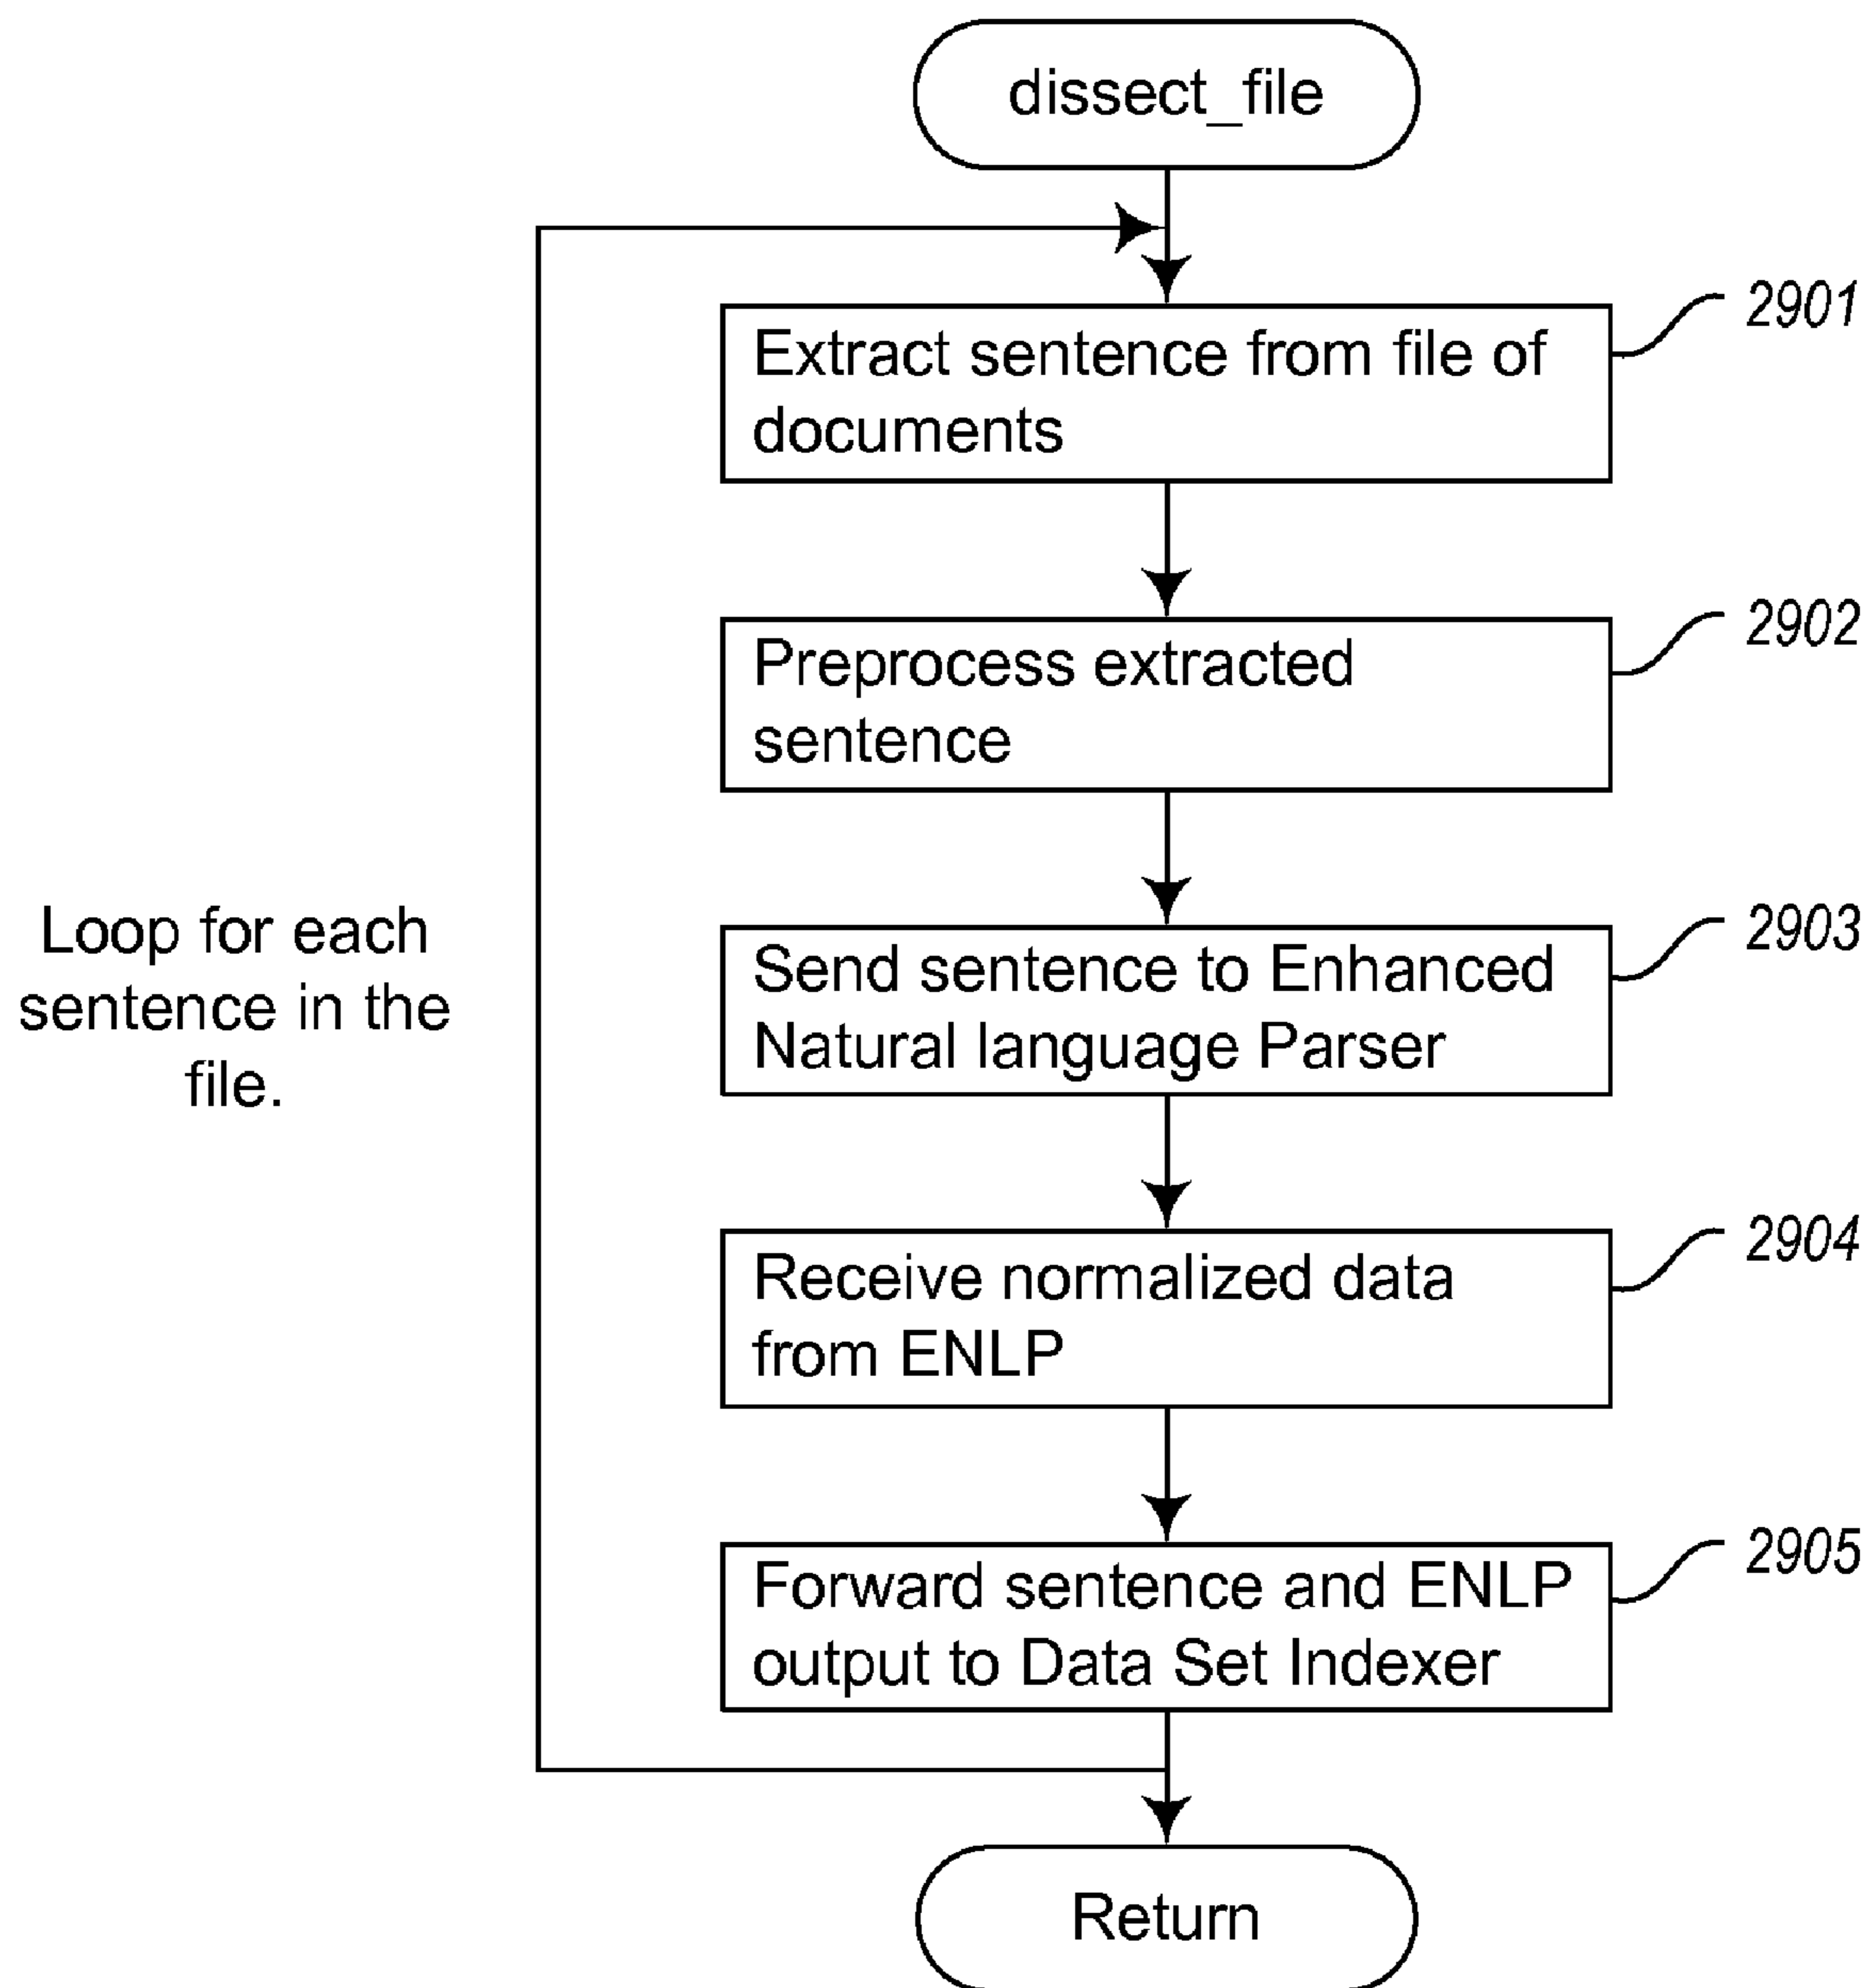 dissect_file
2901
Extract sentence from file of
documents
2902
Preprocess extracted
sentence
Loop for each
sentence in the
file.
2903
Send sentence to Enhanced
Natural language Parser
2904
Receive normalized data
from ENLP
2905
Forward sentence and ENLP
output to Data Set Indexer
Return